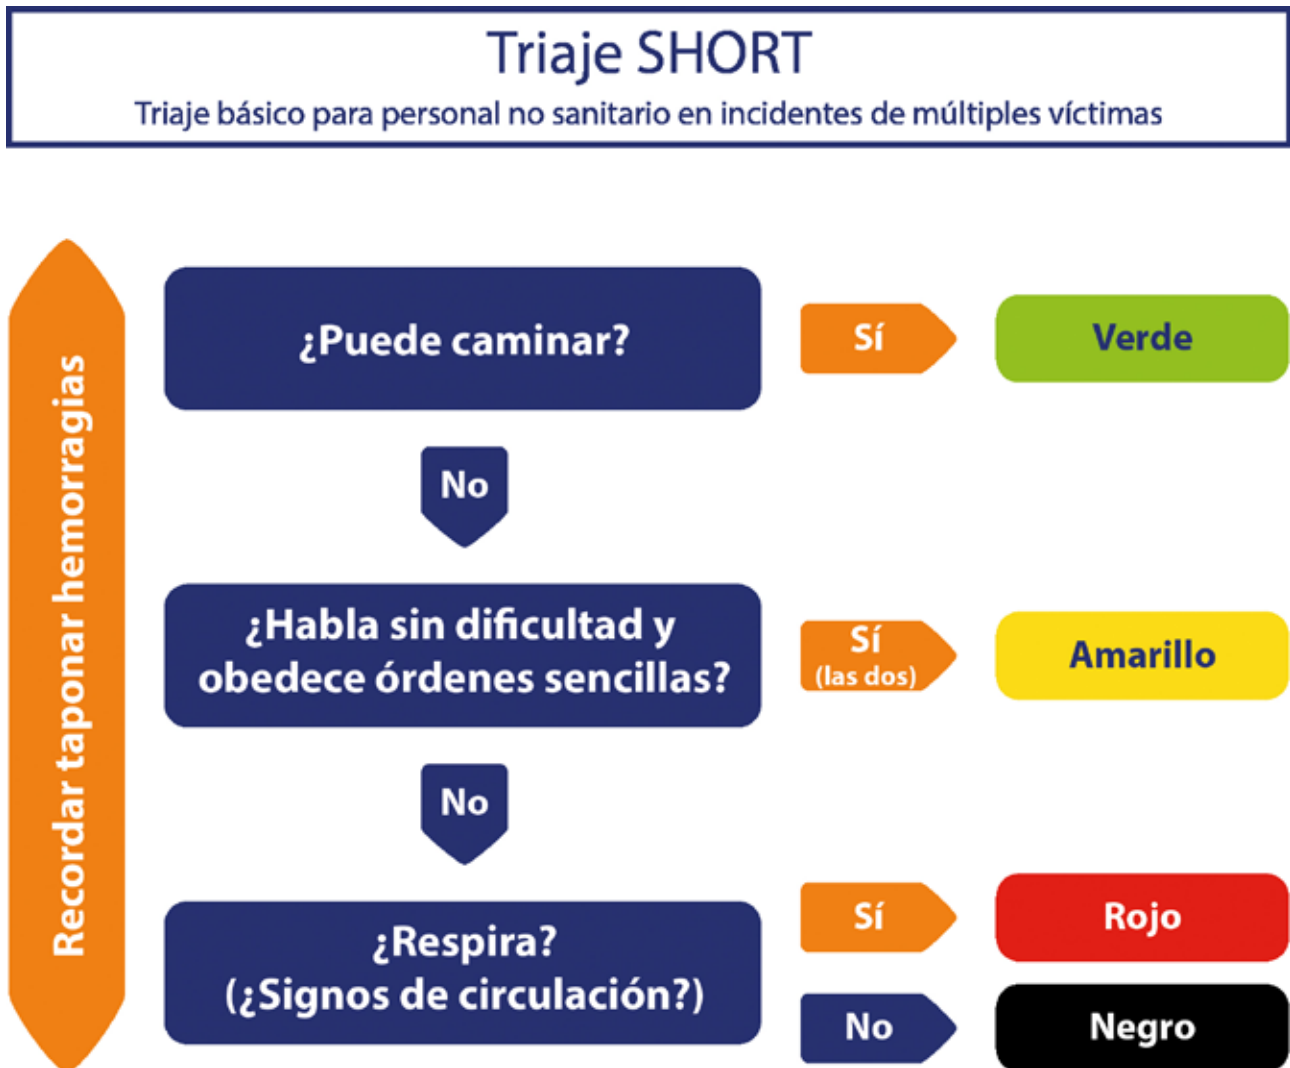 Triaje SHORT
Triaje básico para personal no sanitario en incidentes de múltiples víctimas
Recordar taponar hemorragias
¿Puede caminar?
Sí
Verde
No
¿Habla sin dificultad y
obedece órdenes sencillas?
Sí
(las dos)
Amarillo
No
¿Respira?
(¿Signos de circulación?)
Sí
Rojo
No
Negro